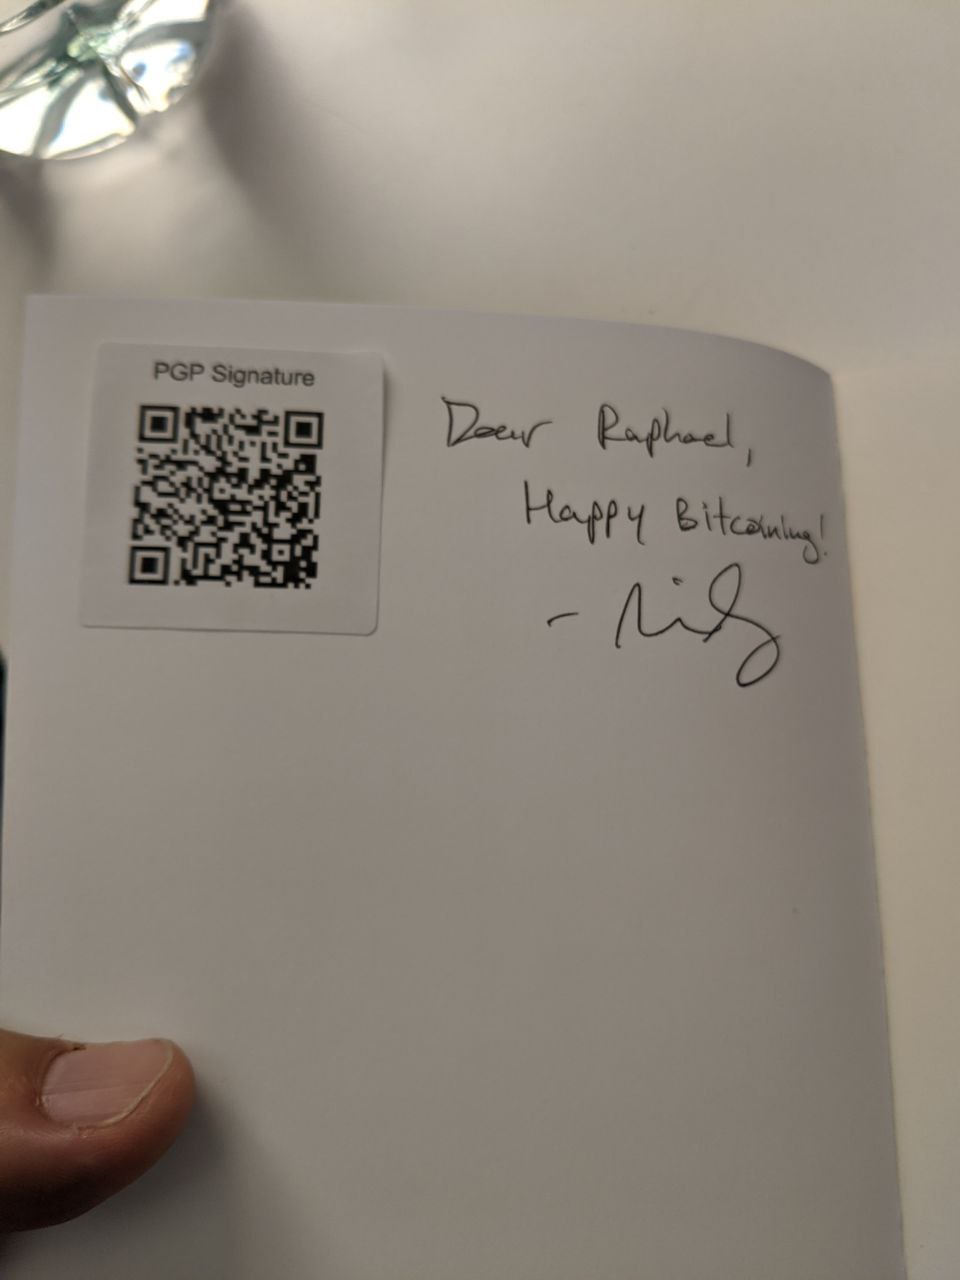 PGP Signature
Dear Raphael,
Happy Bitcoining!